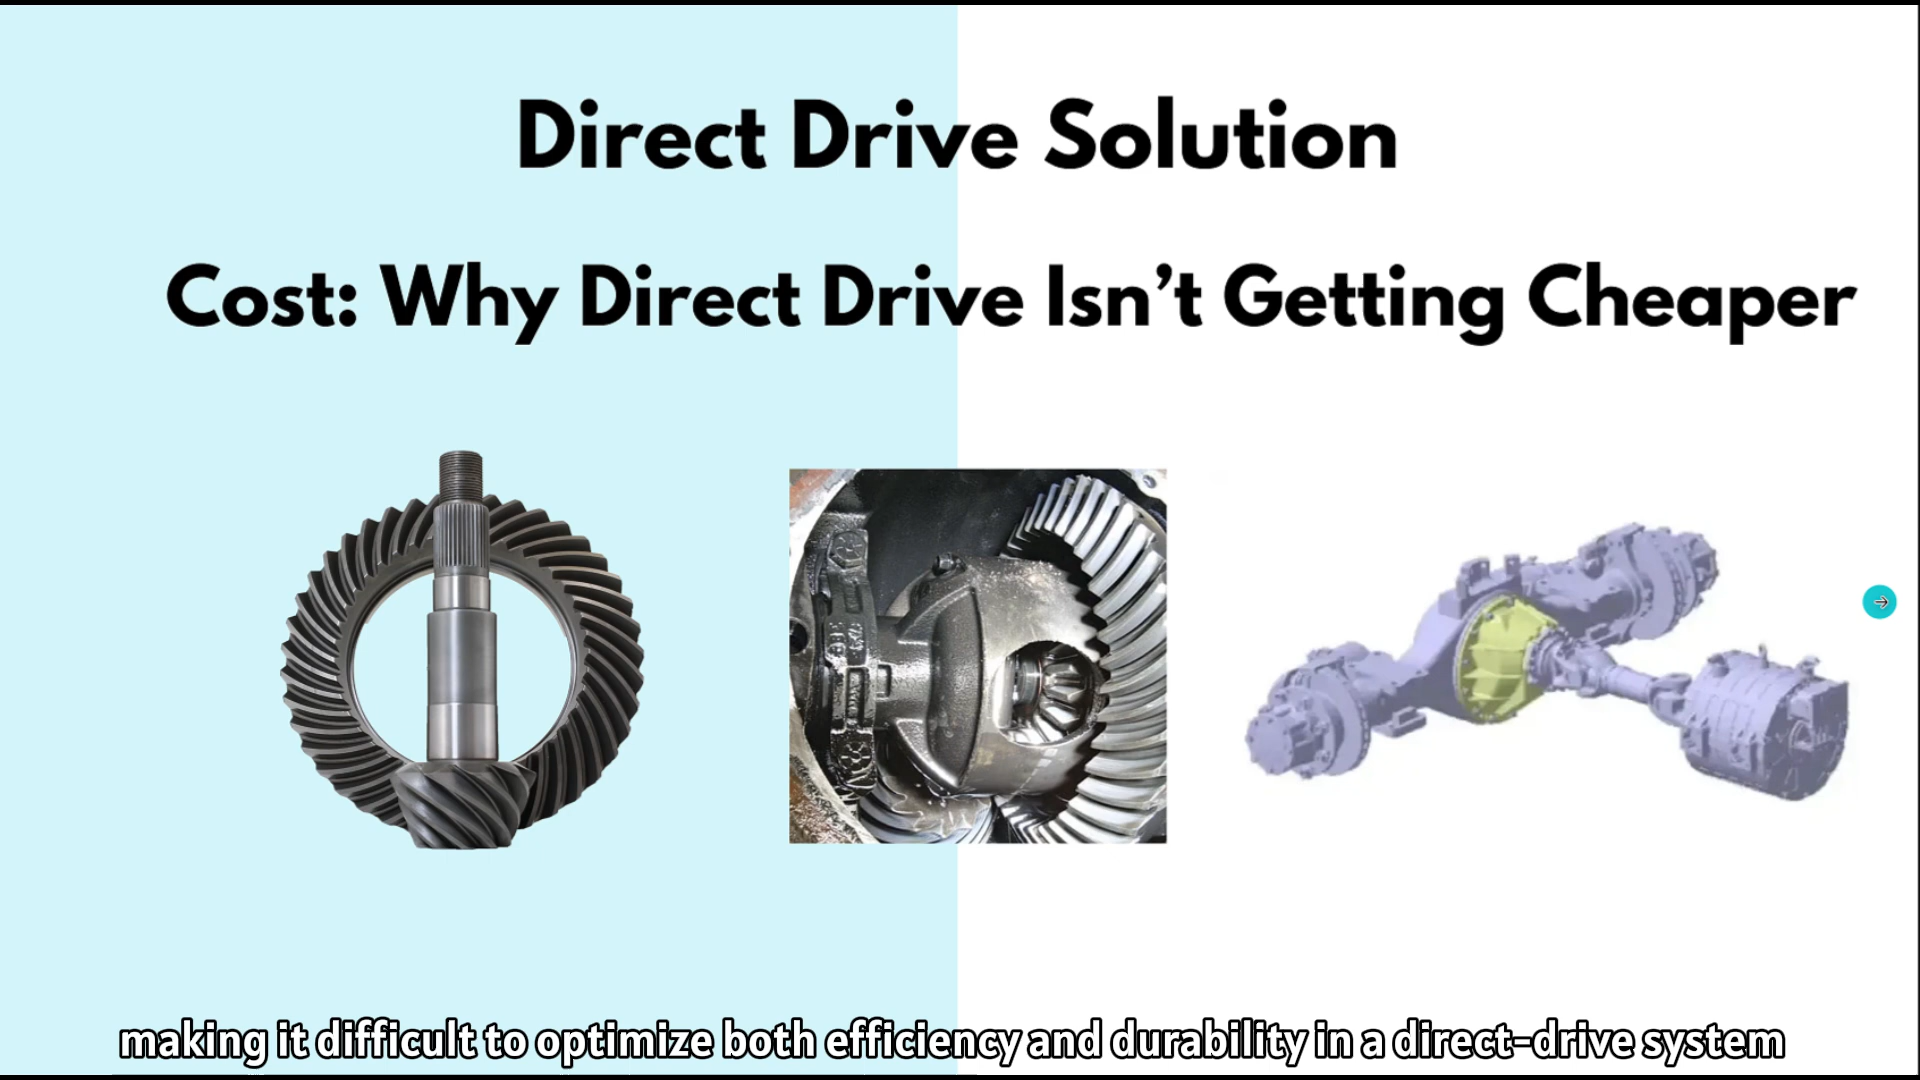 Direct Drive Solution
Cost: Why Direct Drive Isn’t Getting Cheaper
making it difficult to optimize both efficiency and durability in a direct-drive system